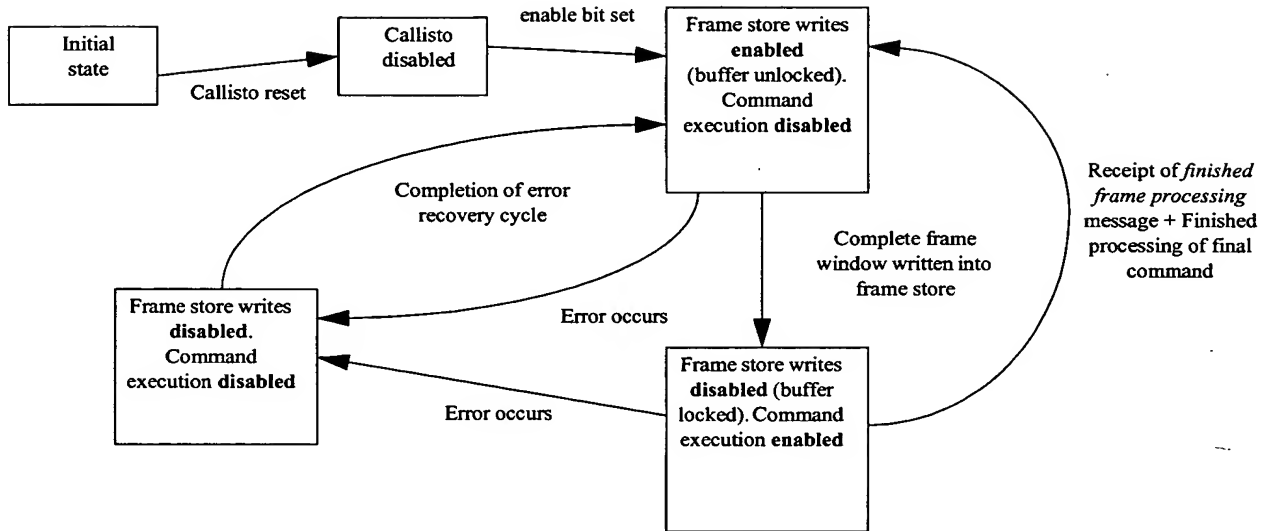 Initial
state
Callisto reset
Callisto
disabled
enable bit set
Frame store writes
enabled
(buffer unlocked).
Command
execution disabled
Completion of error
recovery cycle
Complete frame
window written into
frame store
Receipt of finished
frame processing
message + Finished
processing of final
command
Frame store writes
disabled.
Command
execution disabled
Error occurs
Error occurs
Frame store writes
disabled (buffer
locked). Command
execution enabled